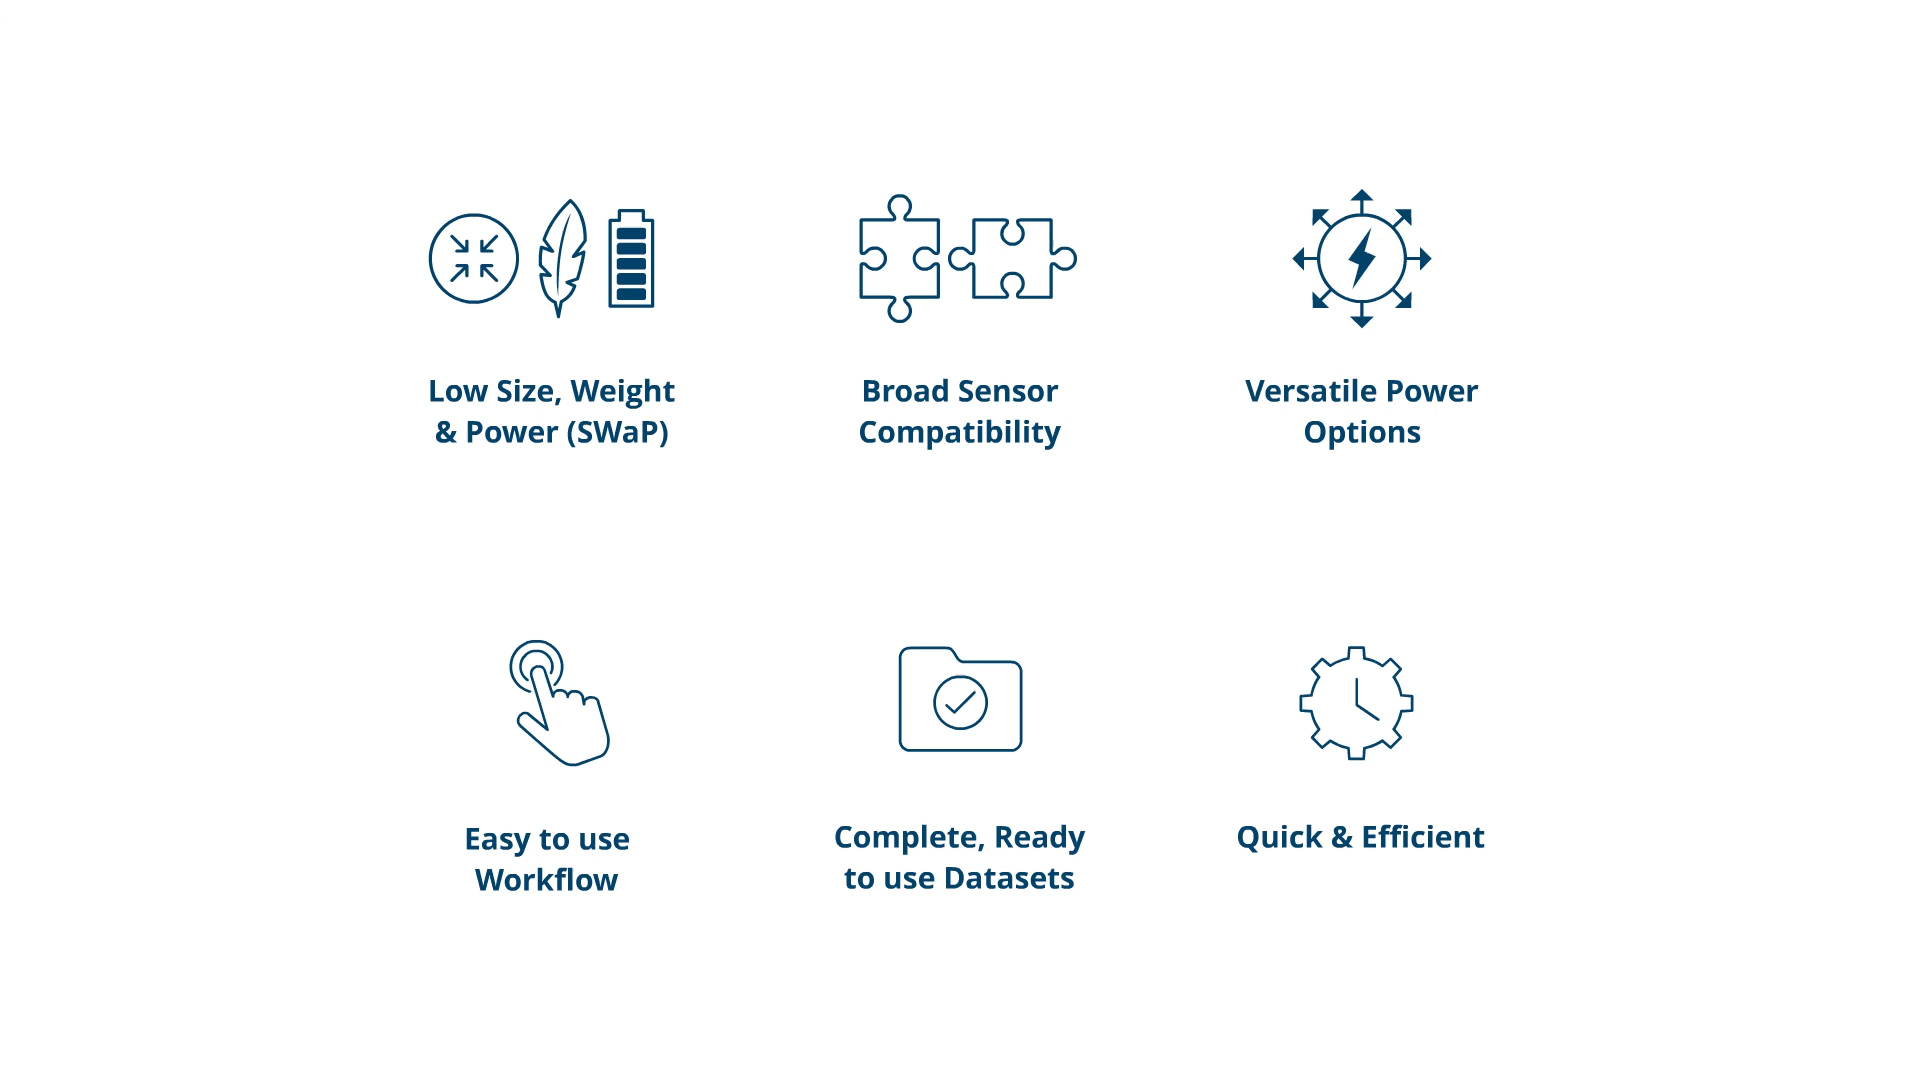 Low Size, Weight
& Power (SWaP)
Broad Sensor
Compatibility
Versatile Power
Options
Easy to use
Workflow
Complete, Ready
to use Datasets
Quick & Efficient